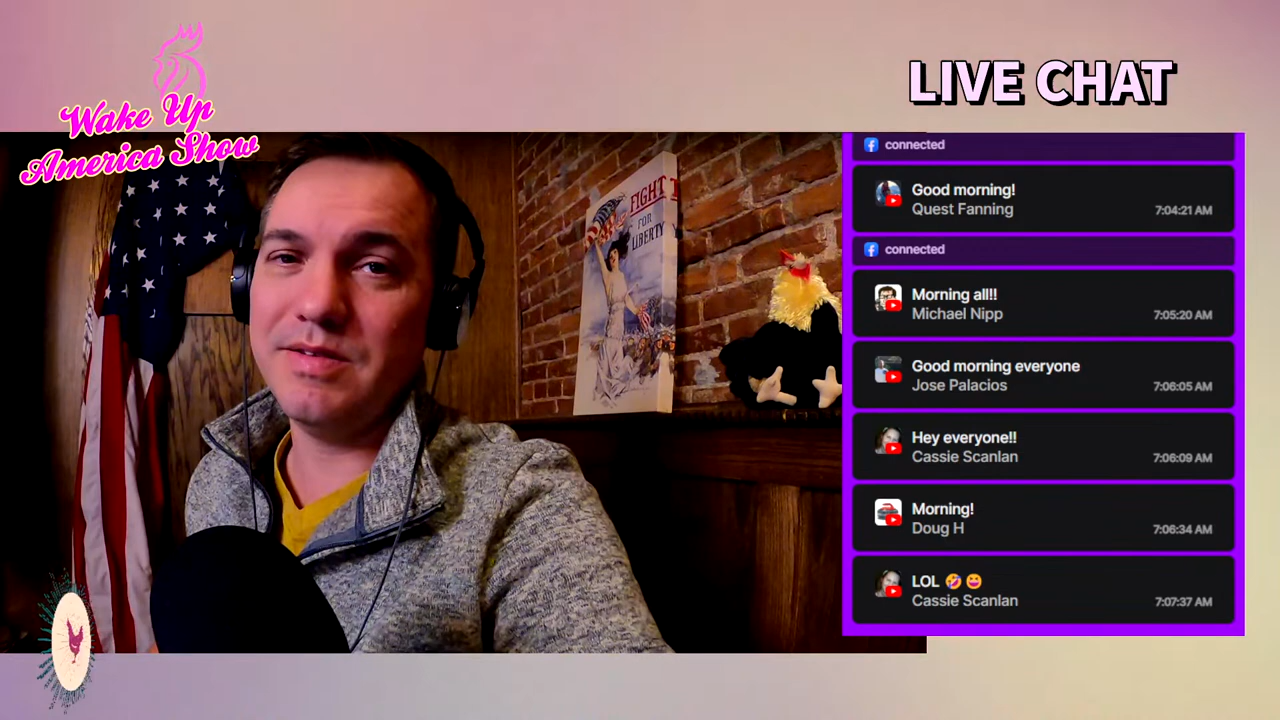 Wake Up
America Show
LIVE CHAT
FIGHT
FOR
LIBERTY
connected
Good morning!
Quest Fanning
7:04:21 AM
connected
Morning all!!
Michael Nipp
7:05:20 AM
Good morning everyone
Jose Palacios
7:06:05 AM
Hey everyone!!
Cassie Scanlan
7:06:09 AM
Morning!
Doug H
7:06:34 AM
LOL 🤣😆
Cassie Scanlan
7:07:37 AM